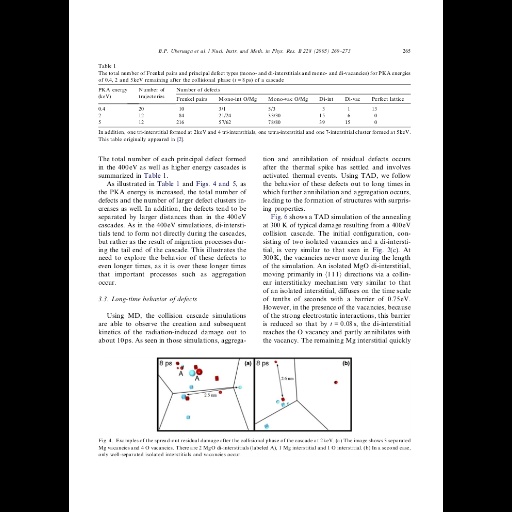 B.P. Uberuaga et al. / Nucl. Instr. and Meth. in Phys. Res. B 228 (2005) 260–273
265
Table 1
The total number of Frenkel pairs and principal defect types (mono- and di-interstitials and mono- and di-vacancies) for PKA energies
of 0.4, 2 and 5 keV remaining after the collisional phase (t = 8 ps) of a cascade
PKA energy Number of Number of defects
(keV) trajectories Frenkel pairs Mono-int O/Mg Mono-vac O/Mg Di-int Di-vac Perfect lattice
0.4 20 10 3/1 5/3 3 1 15
2 12 84 33/30 15 6 0
5 12 216 57/62 73/80 39 15 0
In addition, one tri-interstitial formed at 2 keV and 4 tri-interstitials, one tetra-interstitial and one 7-interstitial cluster formed at 5 keV.
This table originally appeared in [2].
The total number of each principal defect formed
in the 400 eV as well as higher energy cascades is
summarized in Table 1.
As illustrated in Table 1 and Figs. 4 and 5, as
the PKA energy is increased, the total number of
defects and the number of larger defect clusters in-
creases as well. In addition, the defects tend to be
separated by larger distances than in the 400 eV
cascades. As in the 400 eV simulations, di-intersti-
tials tend to form not directly during the cascades,
but rather as the result of migration processes dur-
ing the tail end of the cascade. This illustrates the
need to explore the behavior of these defects to
even longer times, as it is over these longer times
that important processes such as aggregation
occur.
3.3. Long-time behavior of defects
Using MD, the collision cascade simulations
are able to observe the creation and subsequent
kinetics of the radiation-induced damage out to
about 10 ps. As seen in those simulations, aggrega-
tion and annihilation of residual defects occurs
after the thermal spike has settled and involves
activated thermal events. Using TAD, we follow
the behavior of these defects out to long times in
which further annihilation and aggregation occurs,
leading to the formation of structures with surpris-
ing properties.
Fig. 6 shows a TAD simulation of the annealing
at 300 K of typical damage resulting from a 400 eV
collision cascade. The initial configuration, con-
sisting of two isolated vacancies and a di-intersti-
tial, is very similar to that seen in Fig. 3(c). At
300 K, the vacancies never move during the length
of the simulation. An isolated MgO di-interstitial,
moving primarily in ⟨111⟩ directions via a collin-
ear interstitialcy mechanism very similar to that
of an isolated interstitial, diffuses on the time scale
of tenths of seconds with a barrier of 0.75 eV.
However, in the presence of the vacancies, because
of the strong electrostatic interactions, this barrier
is reduced so that by t = 0.08 s, the di-interstitial
reaches the O vacancy and partly annihilates with
the vacancy. The remaining Mg interstitial quickly
8 ps (a)
A A
2.5 nm
8 ps (b)
2.0 nm
Fig. 4. Examples of the spread out residual damage after the collisional phase of the cascade at 2 keV. (a) The image shows 5 separated
Mg vacancies and 4 O vacancies. There are 2 MgO di-interstitials (labeled A), 1 Mg interstitial and 1 O interstitial. (b) In a second case,
only well-separated isolated interstitials and vacancies occur.